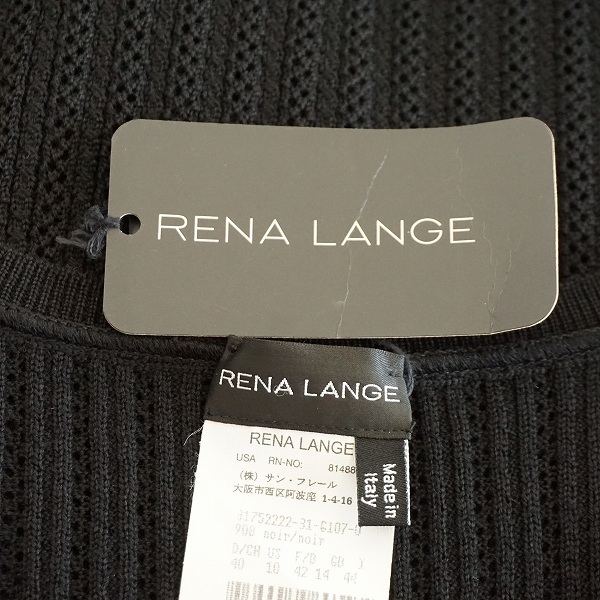 RENA LANGE
RENA LANGE
RENA LANGE
USA RN-NO: 81488
(株) サン・フレール
大阪市西区阿波座 1-4-16
Made in
Italy
900 noir/noir
D/CH US F/B GB
40 10 42 14 44